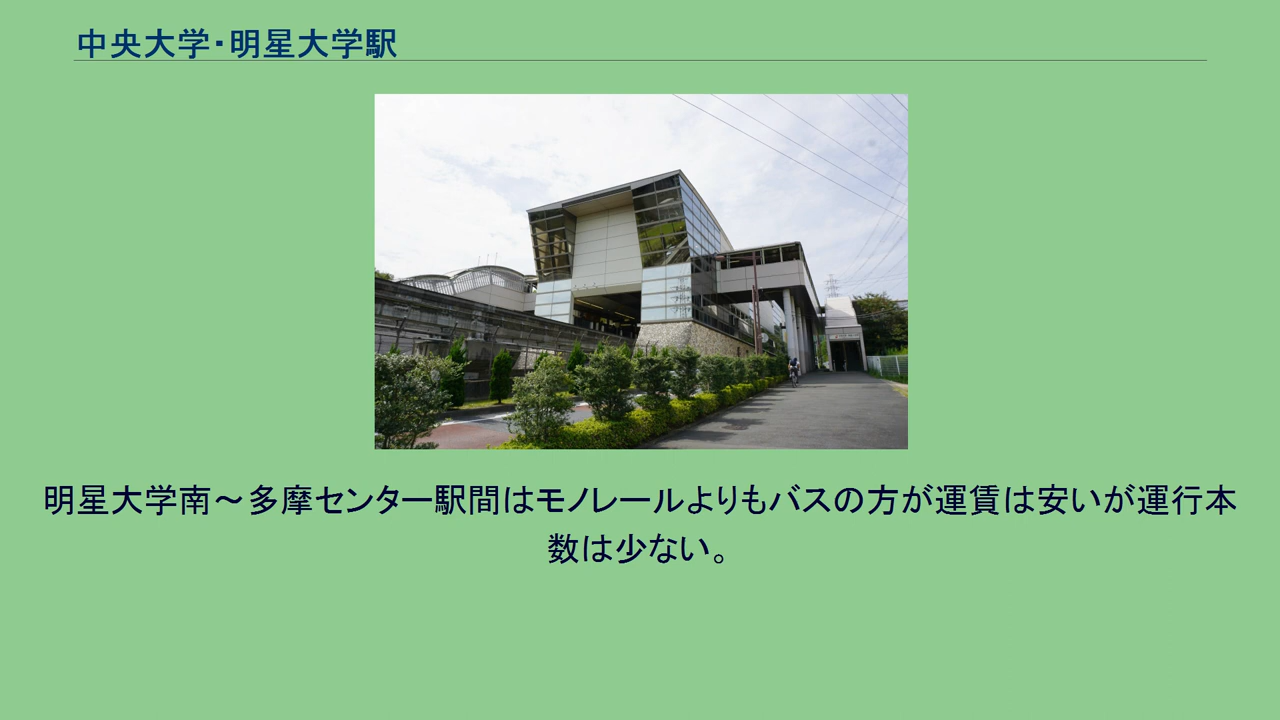 中央大学・明星大学駅
明星大学南～多摩センター駅間はモノレールよりもバスの方が運賃は安いが運行本
数は少ない。